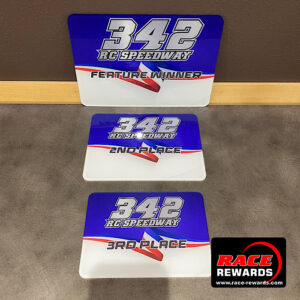 342
RC SPEEDWAY
FEATURE WINNER
342
RC SPEEDWAY
2ND PLACE
342
RC SPEEDWAY
3RD PLACE
RACE
REWARDS
www.race-rewards.com